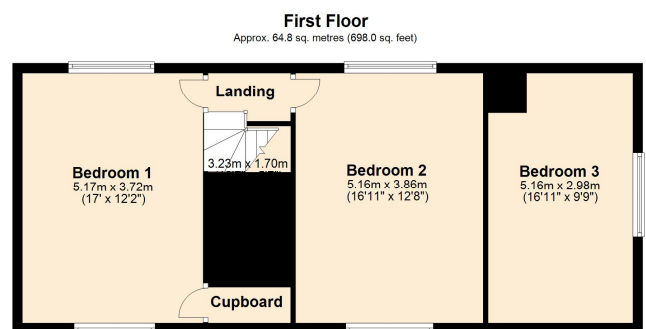 First Floor
Approx. 64.8 sq. metres (698.0 sq. feet)
Landing
3.23m x 1.70m
Bedroom 1
5.17m x 3.72m
(17' x 12'2")
Bedroom 2
5.16m x 3.86m
(16'11" x 12'8")
Bedroom 3
5.16m x 2.98m
(16'11" x 9'9")
Cupboard